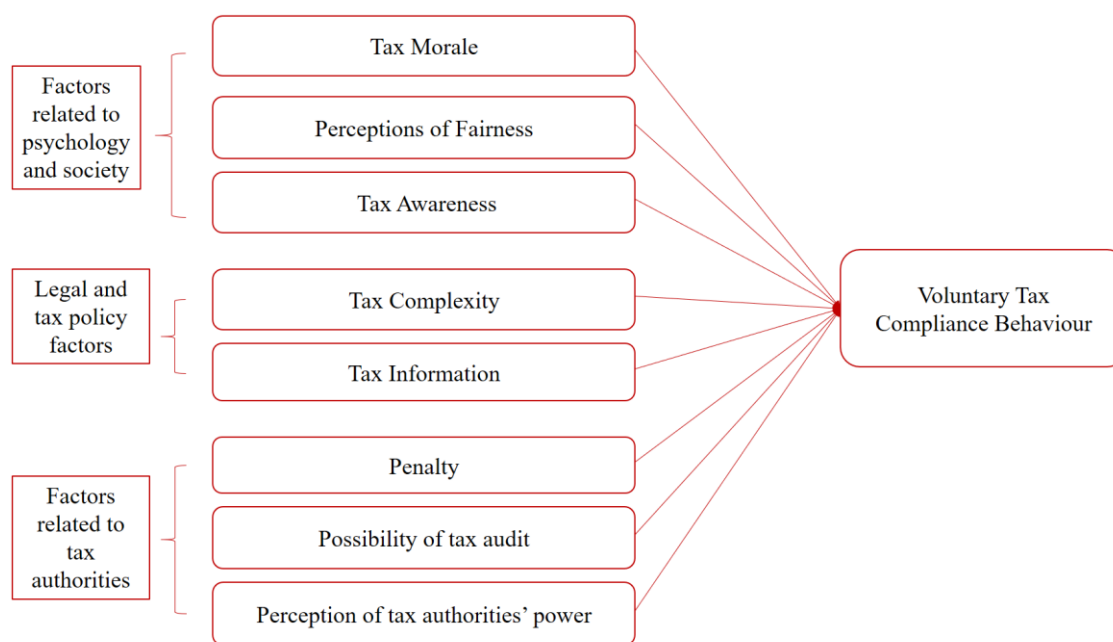 Factors
related to
psychology
and society
Tax Morale
Perceptions of Fairness
Tax Awareness
Legal and
tax policy
factors
Tax Complexity
Tax Information
Factors
related to
tax
authorities
Penalty
Possibility of tax audit
Perception of tax authorities’ power
Voluntary Tax
Compliance Behaviour